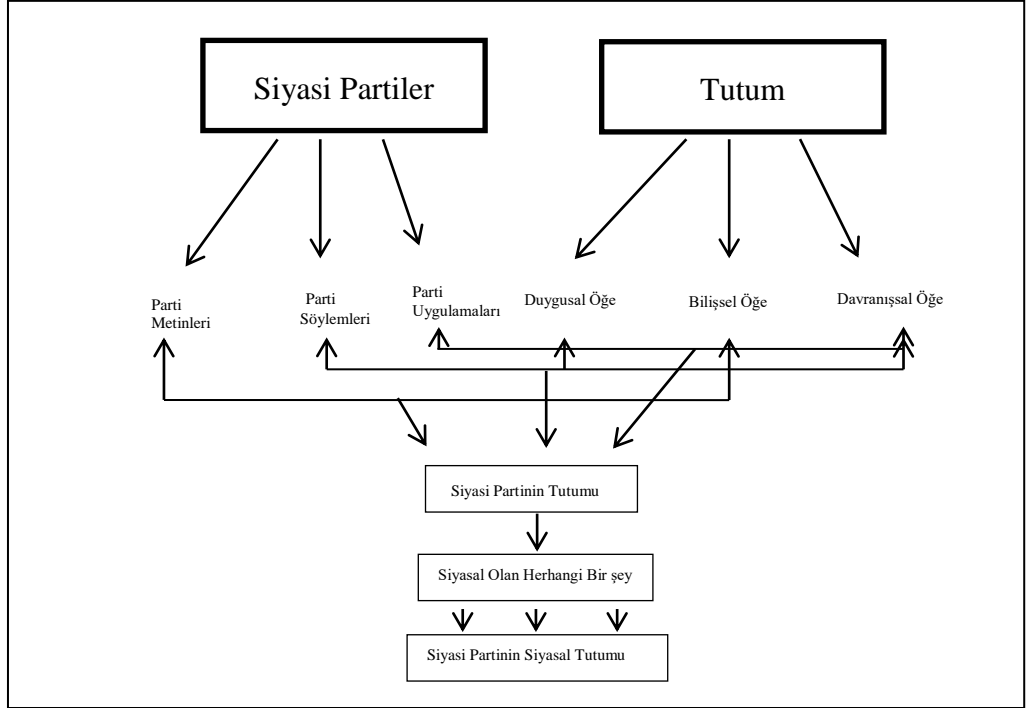 Siyasi Partiler
Tutum
Parti
Metinleri
Parti
Söylemleri
Parti
Uygulamaları
Duygusal Öğe
Bilişsel Öğe
Davranışsal Öğe
Siyasi Partinin Tutumu
Siyasal Olan Herhangi Bir şey
Siyasi Partinin Siyasal Tutumu